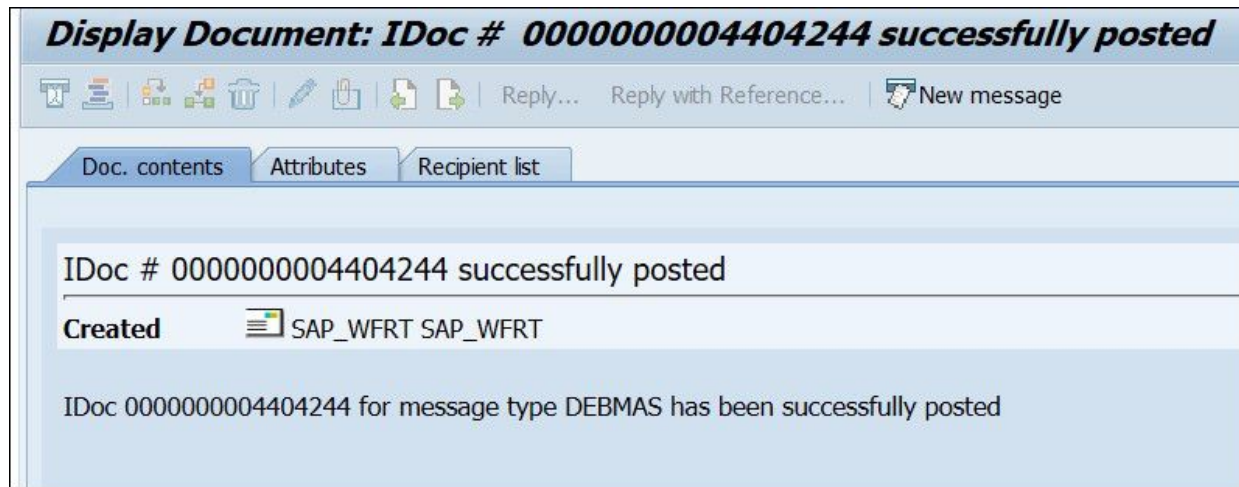 Display Document: IDoc # 0000000004404244 successfully posted
Reply... Reply with Reference... New message
Doc. contents Attributes Recipient list
IDoc # 0000000004404244 successfully posted
Created SAP_WFRT SAP_WFRT
IDoc 0000000004404244 for message type DEBMAS has been successfully posted